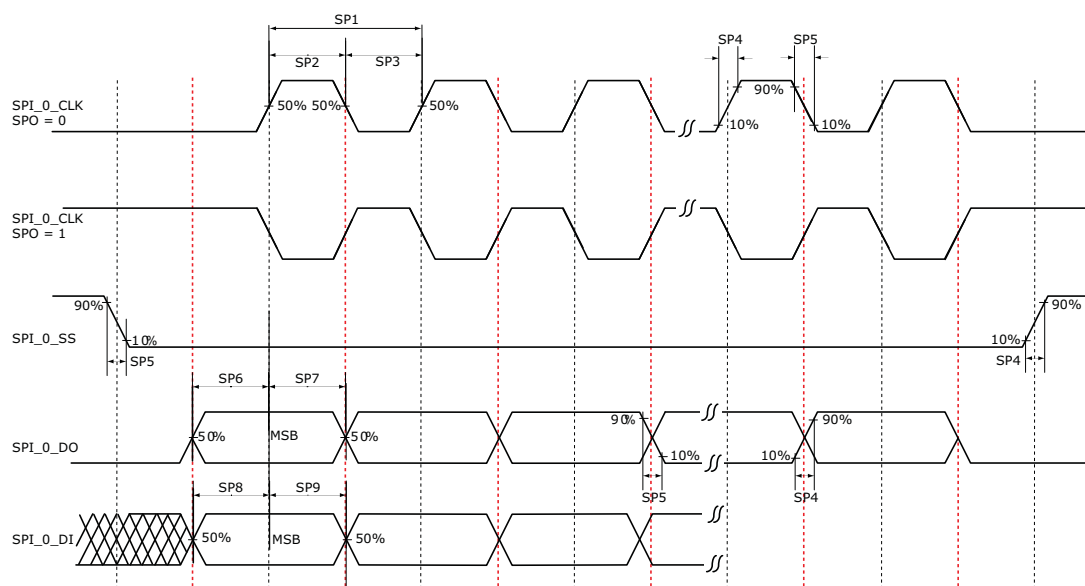 SP1
SP2 SP3 SP4 SP5
SPI_0_CLK
SPO = 0
50% 50% 50% 90% 10% 10%
SPI_0_CLK
SPO = 1
90% 90%
SPI_0_SS 10% 10%
SP5 SP4
SP6 SP7
90% 90%
SPI_0_DO 50% MSB 50% 10% 10%
SP5 SP4
SP8 SP9
SPI_0_DI 50% MSB 50%